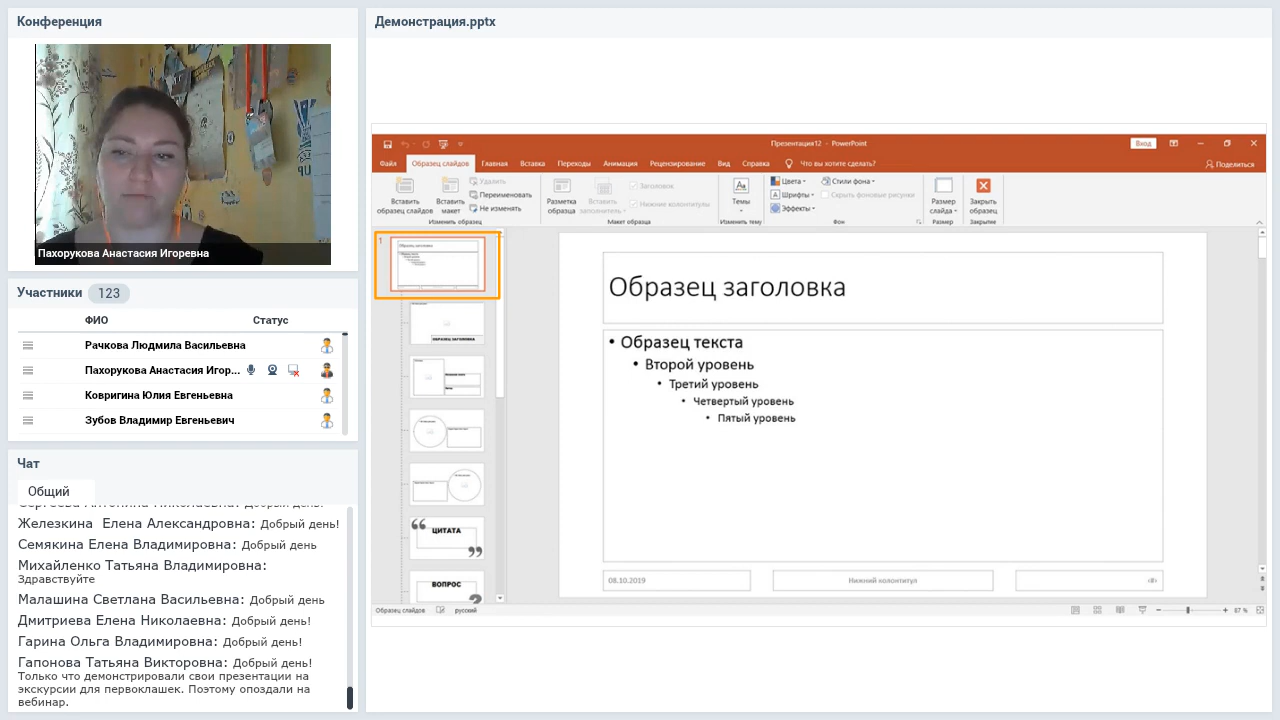 Конференция
Пахорукова Анастасия Игоревна
Участники 123
ФИО Статус
Рачкова Людмила Васильевна
Пахорукова Анастасия Игор...
Ковригина Юлия Евгеньевна
Зубов Владимир Евгеньевич
Чат
Общий
Железкина Елена Александровна: Добрый день!
Семякина Елена Владимировна: Добрый день
Михайленко Татьяна Владимировна:
Здравствуйте
Малашина Светлана Васильевна: Добрый день
Дмитриева Елена Николаевна: Добрый день!
Гарина Ольга Владимировна: Добрый день!
Гапонова Татьяна Викторовна: Добрый день!
Только что демонстрировали свои презентации на
экскурсии для первоклашек. Поэтому опоздали на
вебинар.
Демонстрация.pptx
Презентация12 - PowerPoint
Вход
Файл Образец слайдов Главная Вставка Переходы Анимация Рецензирование Вид Справка Что вы хотите сделать? Поделиться
Вставить образец слайдов
Вставить макет
Удалить
Переименовать
Не изменять
Изменить образец
Разметка образца
Вставить заполнитель
Заголовок
Нижние колонтитулы
Макет образца
Темы
Изменить тему
Цвета
Шрифты
Эффекты
Стили фона
Скрыть фоновые рисунки
Фон
Размер слайда
Размер
Закрыть образец
Закрытие
1
Образец заголовка
ОБРАЗЕЦ ЗАГОЛОВКА
ЦИТАТА
ВОПРОС
Образец заголовка
• Образец текста
• Второй уровень
• Третий уровень
• Четвертый уровень
• Пятый уровень
08.10.2019
Нижний колонтитул
‹#›
Образец слайдов русский
67 %